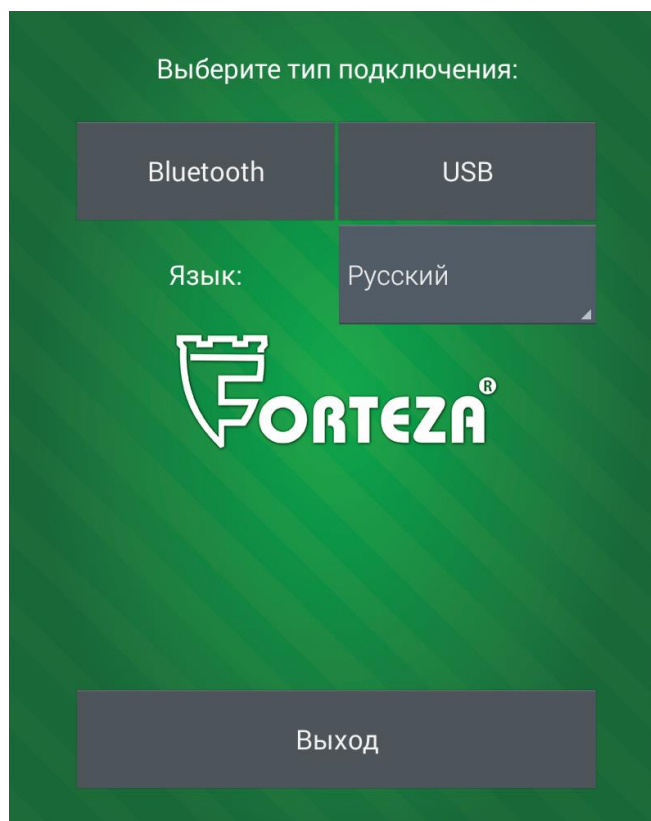 Выберите тип подключения:
Bluetooth USB
Язык: Русский
FORTEZA®
Выход